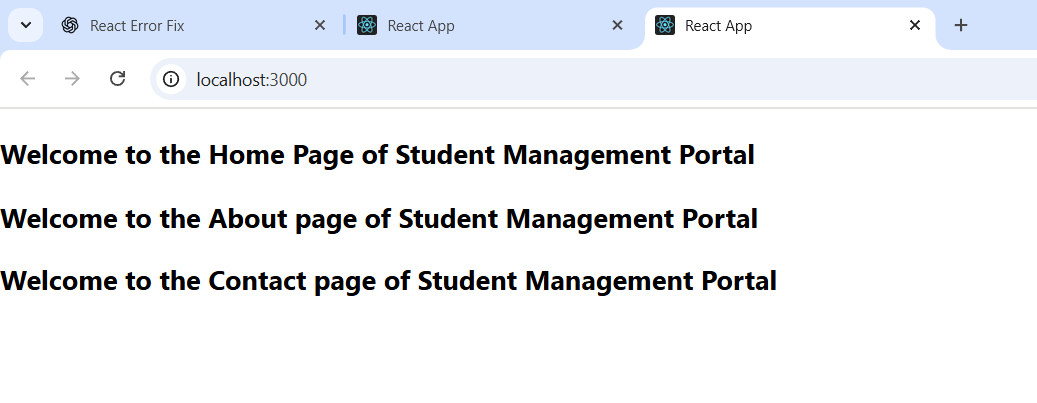 React Error Fix
React App
React App
localhost:3000
Welcome to the Home Page of Student Management Portal
Welcome to the About page of Student Management Portal
Welcome to the Contact page of Student Management Portal